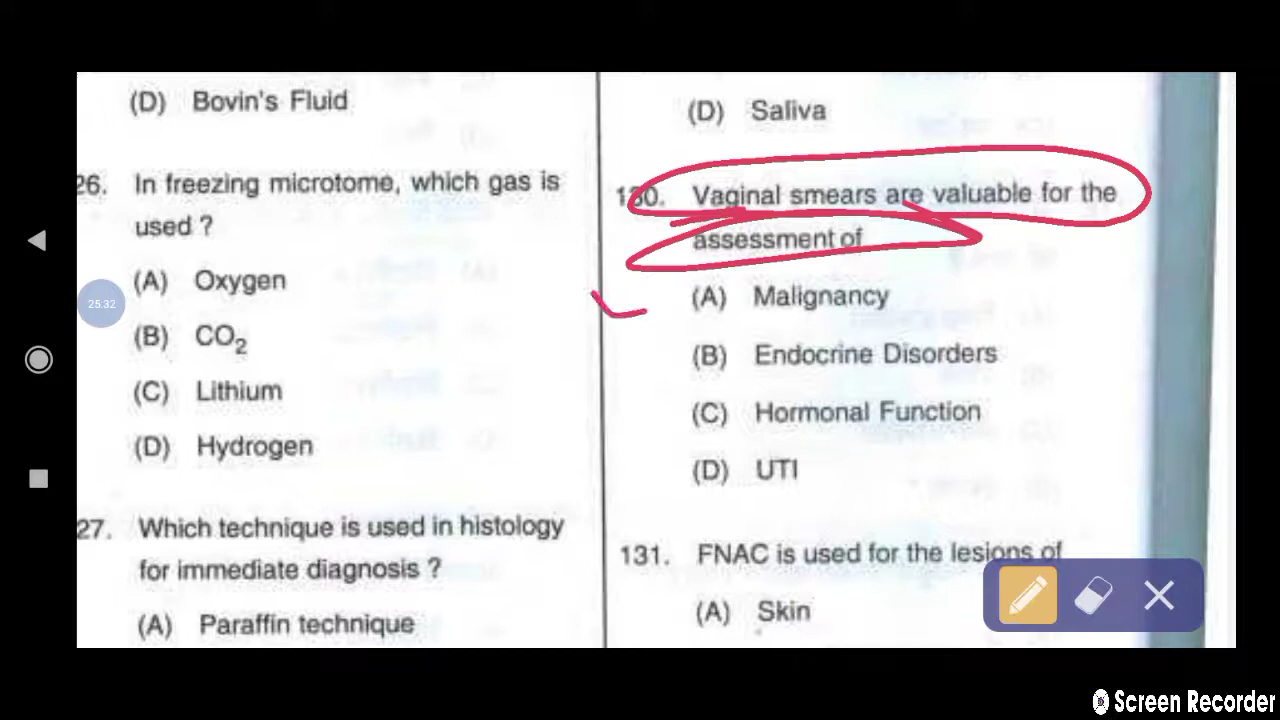 (D) Bovin's Fluid
26. In freezing microtome, which gas is
used ?
(A) Oxygen
(B) CO2
(C) Lithium
(D) Hydrogen
27. Which technique is used in histology
for immediate diagnosis ?
(A) Paraffin technique
(D) Saliva
130. Vaginal smears are valuable for the
assessment of
(A) Malignancy
(B) Endocrine Disorders
(C) Hormonal Function
(D) UTI
131. FNAC is used for the lesions of
(A) Skin
25:32
Screen Recorder